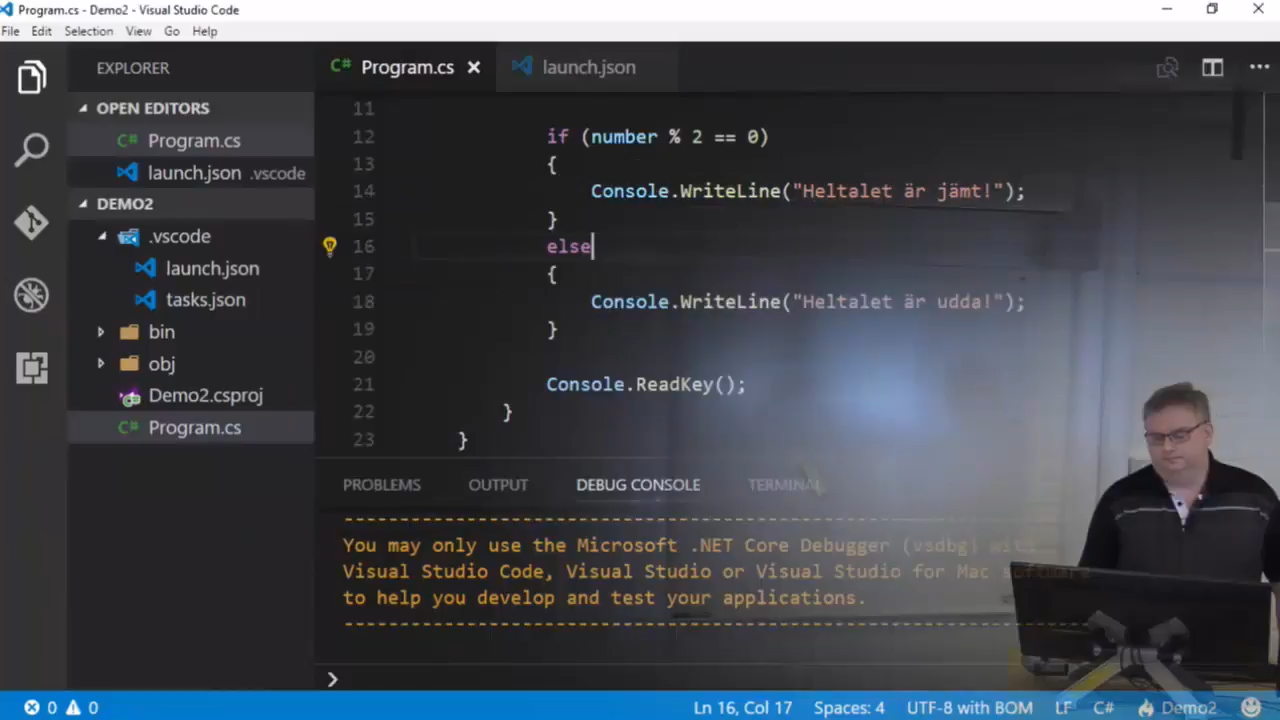 Program.cs - Demo2 - Visual Studio Code
File Edit Selection View Go Help
EXPLORER
Program.cs
launch.json
OPEN EDITORS
Program.cs
launch.json .vscode
DEMO2
.vscode
launch.json
tasks.json
bin
obj
Demo2.csproj
Program.cs
11
12 if (number % 2 == 0)
13 {
14 Console.WriteLine("Heltalet är jämt!");
15 }
16 else
17 {
18 Console.WriteLine("Heltalet är udda!");
19 }
20
21 Console.ReadKey();
22 }
23 }
PROBLEMS OUTPUT DEBUG CONSOLE TERMINAL
You may only use the Microsoft .NET Core Debugger (vsdbg) with
Visual Studio Code, Visual Studio or Visual Studio for Mac software
to help you develop and test your applications.
0 0 Ln 16, Col 17 Spaces: 4 UTF-8 with BOM LF C# Demo2